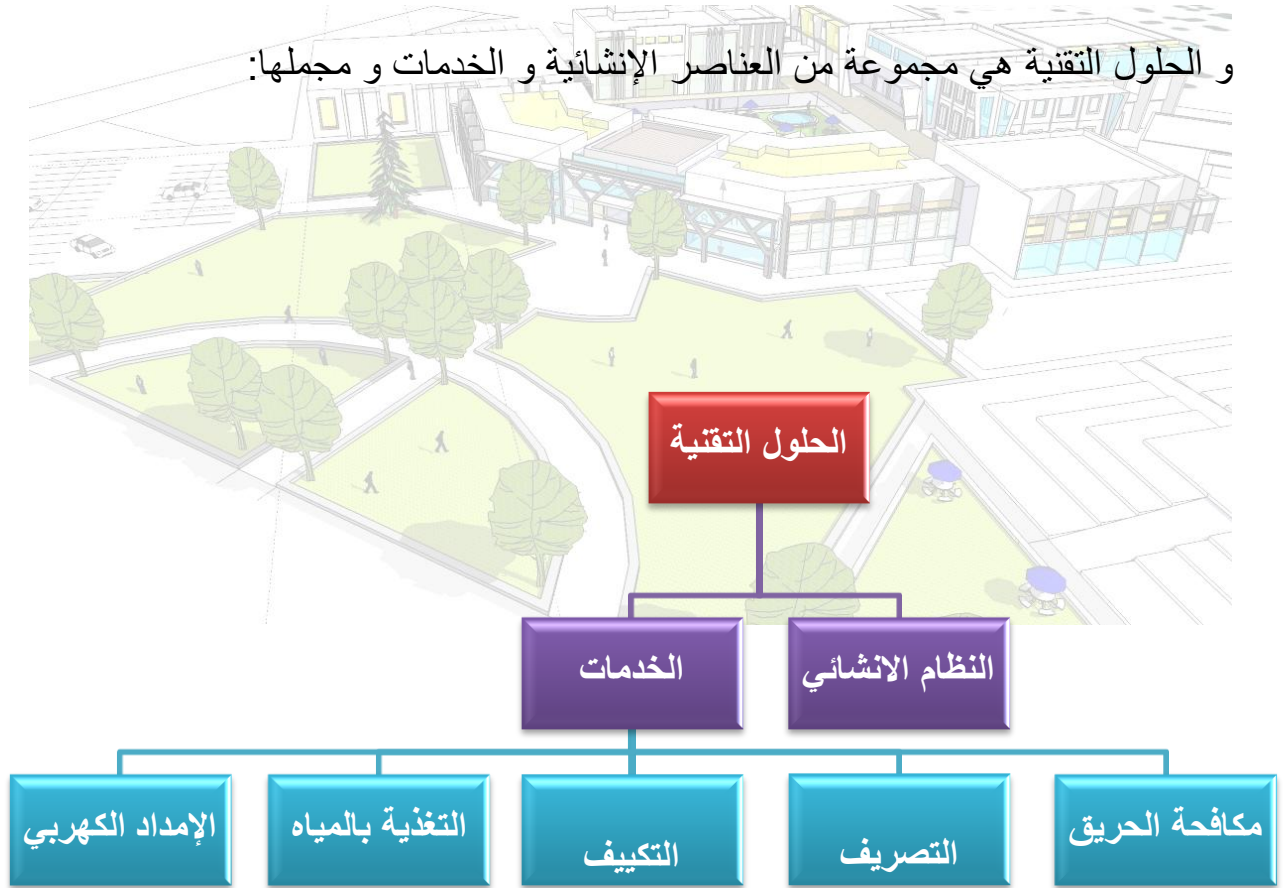 و الحلول التقنية هي مجموعة من العناصر الإنشائية و الخدمات و مجملها:
الحلول التقنية
النظام الانشائي
الخدمات
مكافحة الحريق
التصريف
التكييف
التغذية بالمياه
الإمداد الكهربي